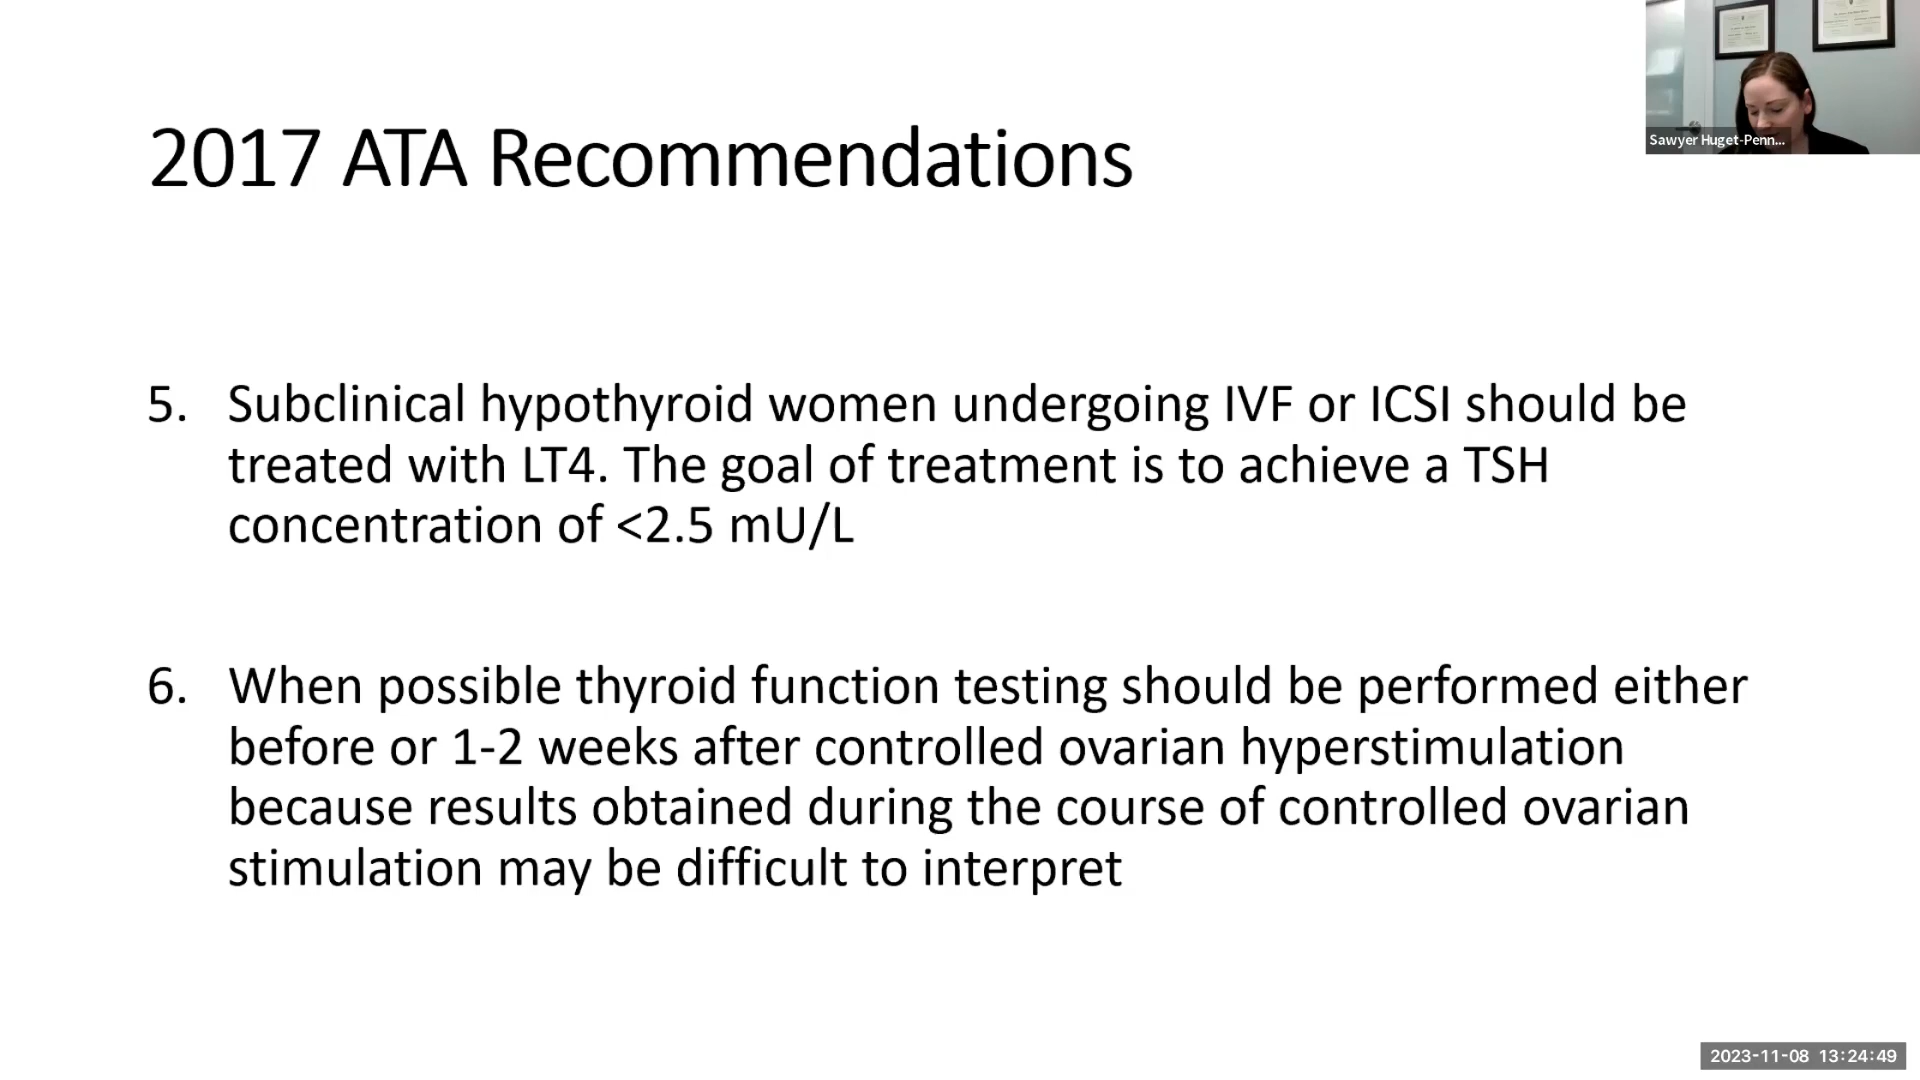 Sawyer Huget-Penn...
2017 ATA Recommendations
5. Subclinical hypothyroid women undergoing IVF or ICSI should be
treated with LT4. The goal of treatment is to achieve a TSH
concentration of <2.5 mU/L
6. When possible thyroid function testing should be performed either
before or 1-2 weeks after controlled ovarian hyperstimulation
because results obtained during the course of controlled ovarian
stimulation may be difficult to interpret
2023-11-08 13:24:49